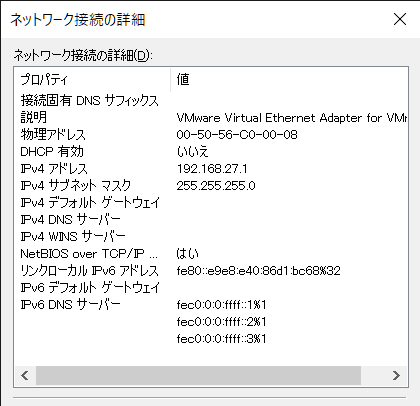 ネットワーク接続の詳細
ネットワーク接続の詳細(D):
プロパティ 値
接続固有 DNS サフィックス
説明 VMware Virtual Ethernet Adapter for VMn
物理アドレス 00-50-56-C0-00-08
DHCP 有効 いいえ
IPv4 アドレス 192.168.27.1
IPv4 サブネット マスク 255.255.255.0
IPv4 デフォルト ゲートウェイ
IPv4 DNS サーバー
IPv4 WINS サーバー
NetBIOS over TCP/IP ... はい
リンクローカル IPv6 アドレス fe80::e9e8:e40:86d1:bc68%32
IPv6 デフォルト ゲートウェイ
IPv6 DNS サーバー fec0:0:0:ffff::1%1
fec0:0:0:ffff::2%1
fec0:0:0:ffff::3%1